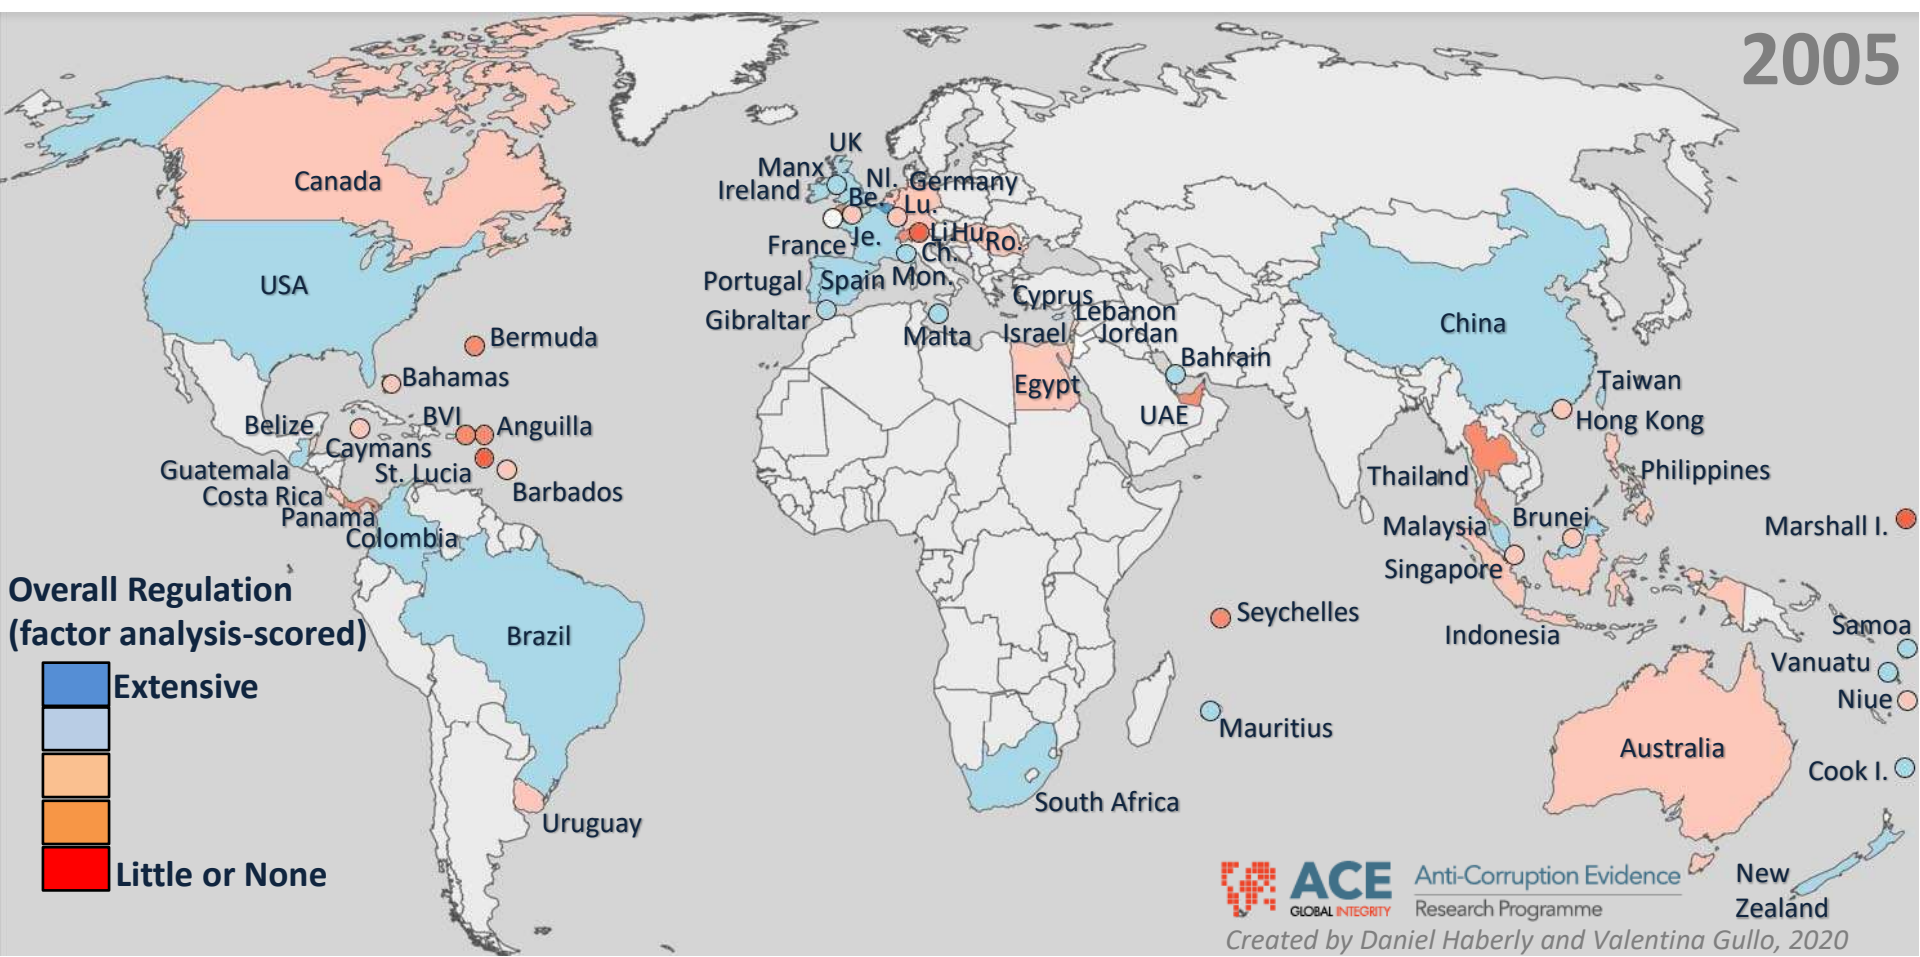 2005
UK
Manx
Ireland
Nl.
Germany
Be.
Lu.
Canada
France
Je.
Li
Hu
Ro.
Ch.
Mon.
Portugal
Spain
USA
Gibraltar
Malta
Cyprus
Lebanon
Israel
Jordan
China
Bermuda
Bahamas
Bahrain
Egypt
UAE
Taiwan
Hong Kong
Belize
BVI
Anguilla
Caymans
Guatemala
St. Lucia
Costa Rica
Barbados
Panama
Colombia
Thailand
Philippines
Malaysia
Brunei
Marshall I.
Singapore
Overall Regulation
(factor analysis-scored)
Brazil
Seychelles
Indonesia
Samoa
Vanuatu
Niue
Extensive
Mauritius
Australia
Cook I.
South Africa
Uruguay
Little or None
New
Zealand
ACE
GLOBAL INTEGRITY
Anti-Corruption Evidence
Research Programme
Created by Daniel Haberly and Valentina Gullo, 2020